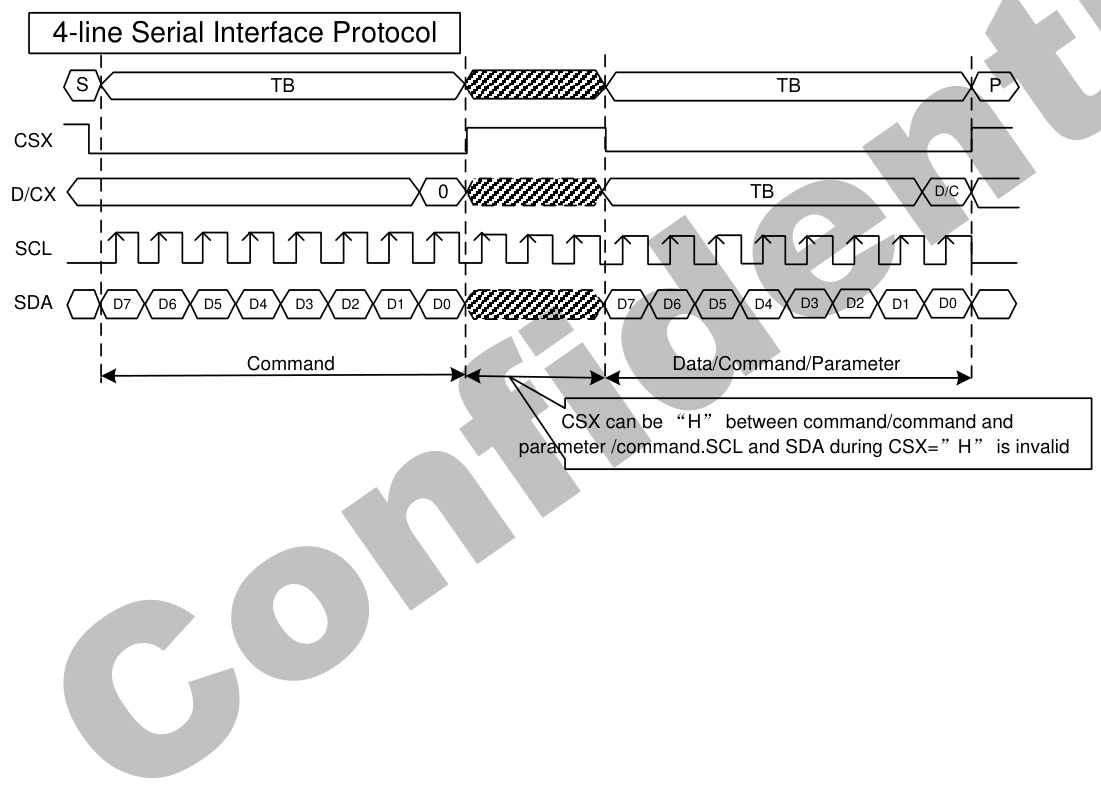 4-line Serial Interface Protocol
S TB TB P
CSX
D/CX 0 TB D/C
SCL
SDA D7 D6 D5 D4 D3 D2 D1 D0 D7 D6 D5 D4 D3 D2 D1 D0
Command Data/Command/Parameter
CSX can be “H” between command/command and
parameter /command.SCL and SDA during CSX=”H” is invalid
Confident